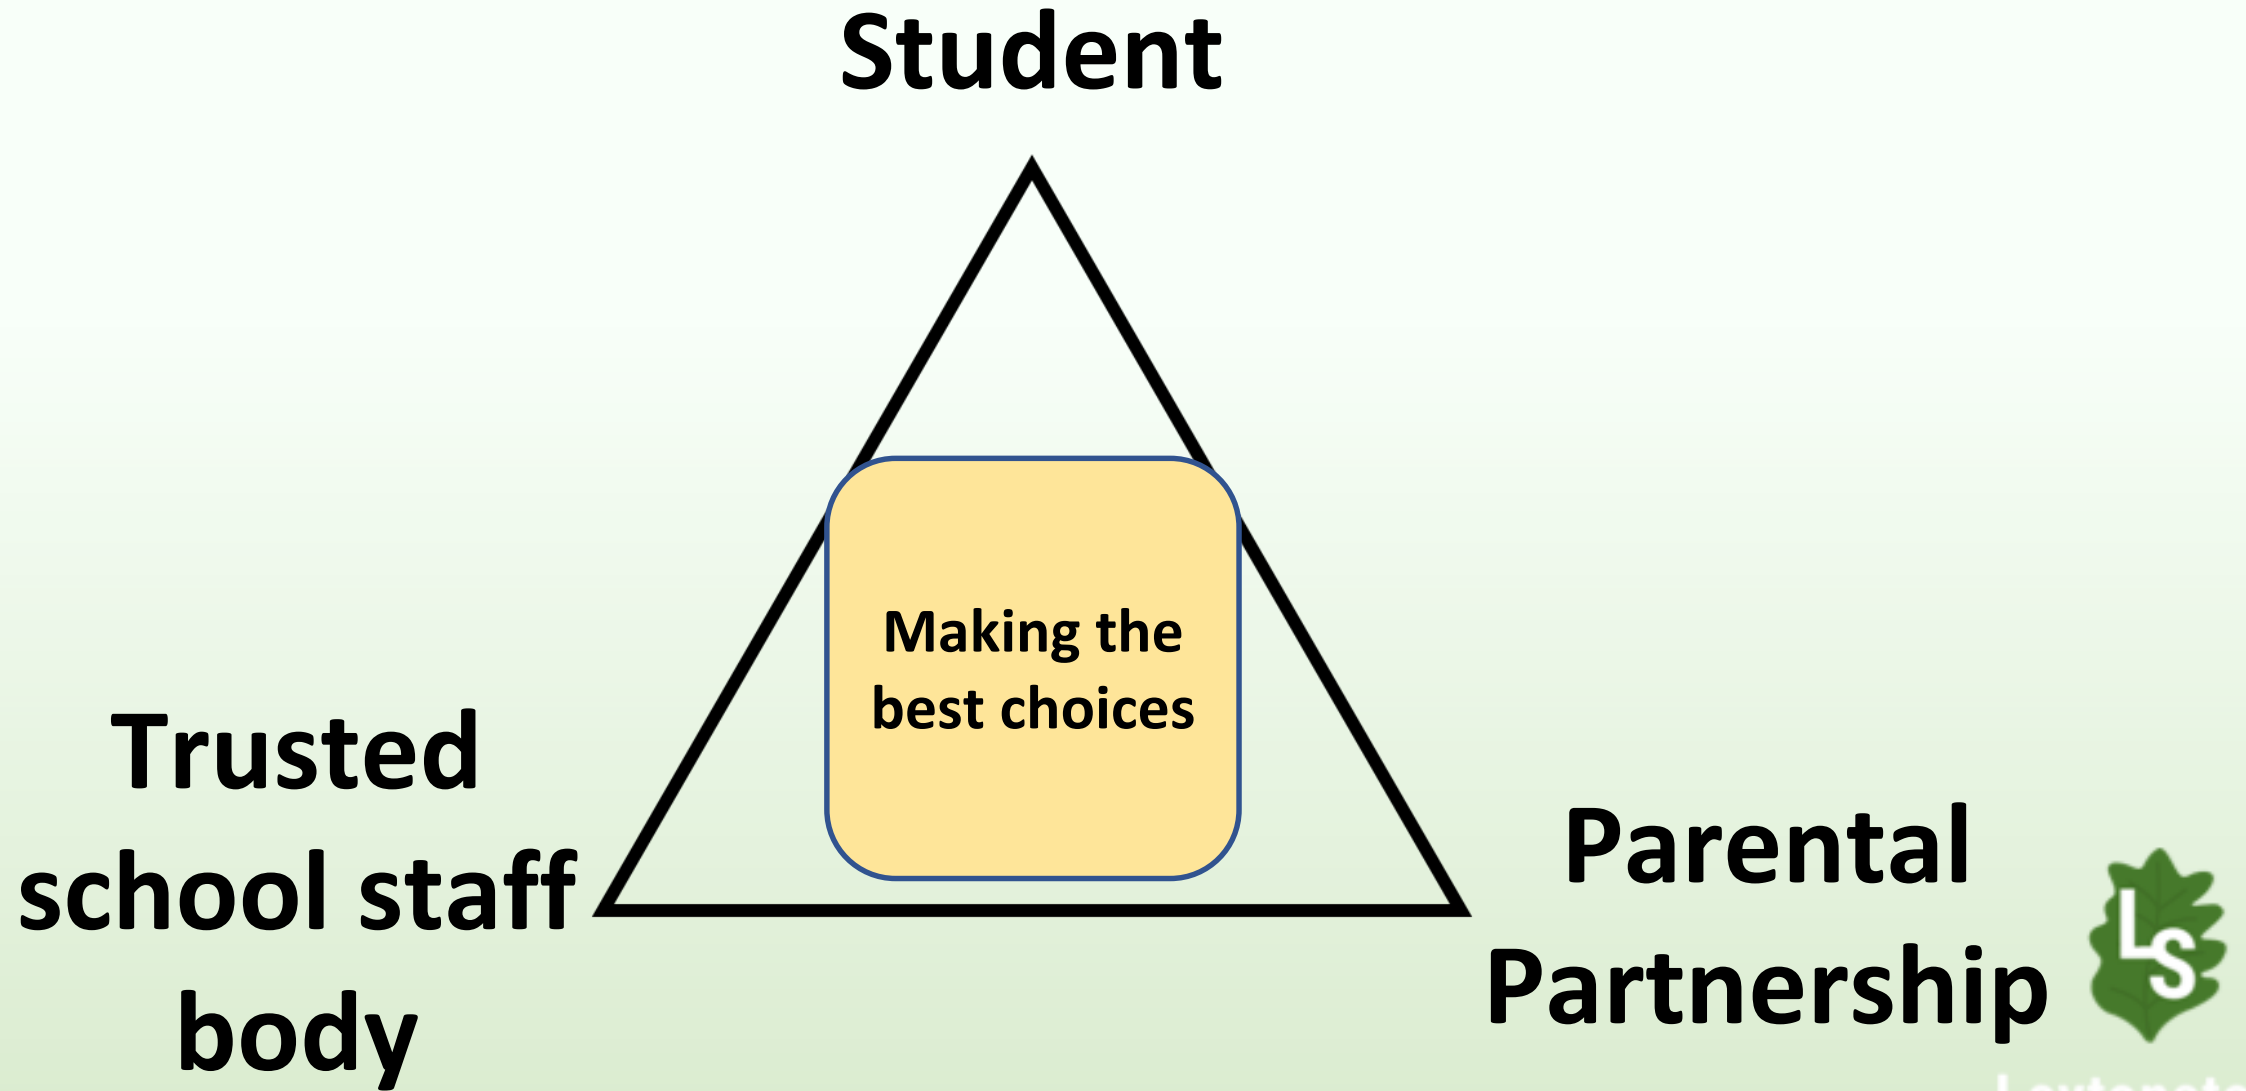 Student
Making the
best choices
Trusted
school staff
body
Parental
Partnership
LS